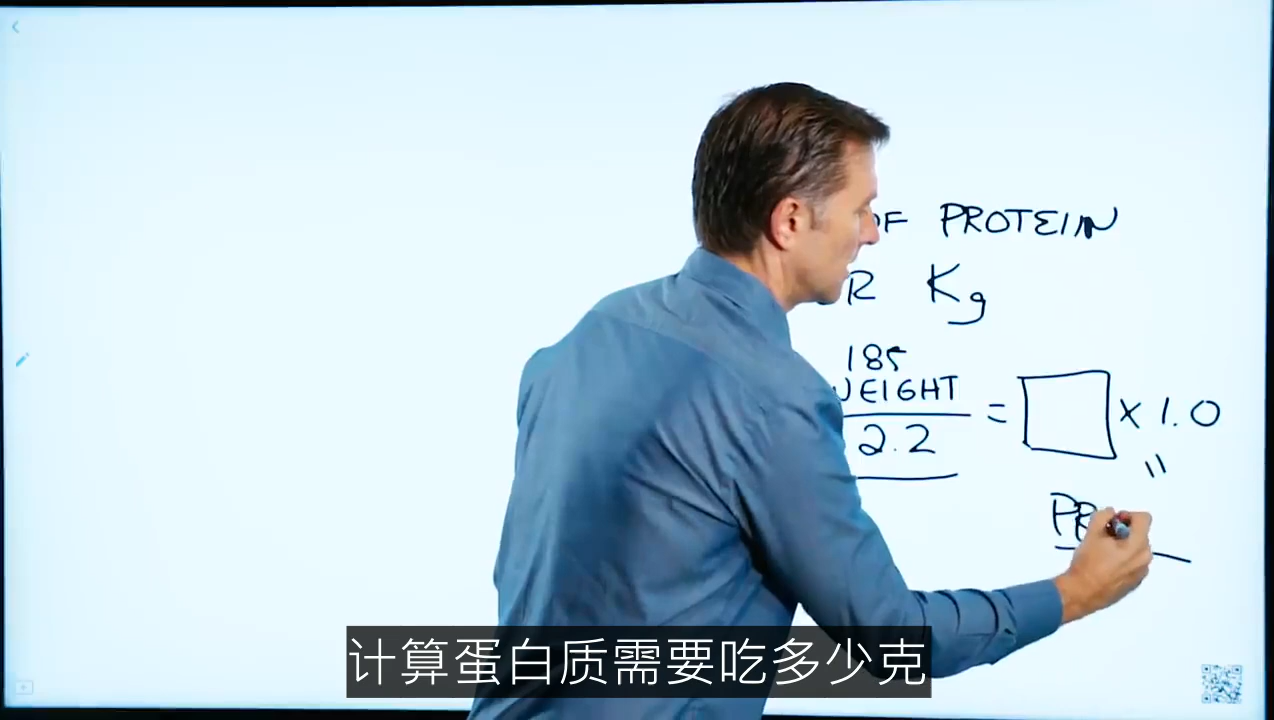 OF PROTEIN
R Kg
185
WEIGHT = × 1.0
2.2
"
PR
计算蛋白质需要吃多少克